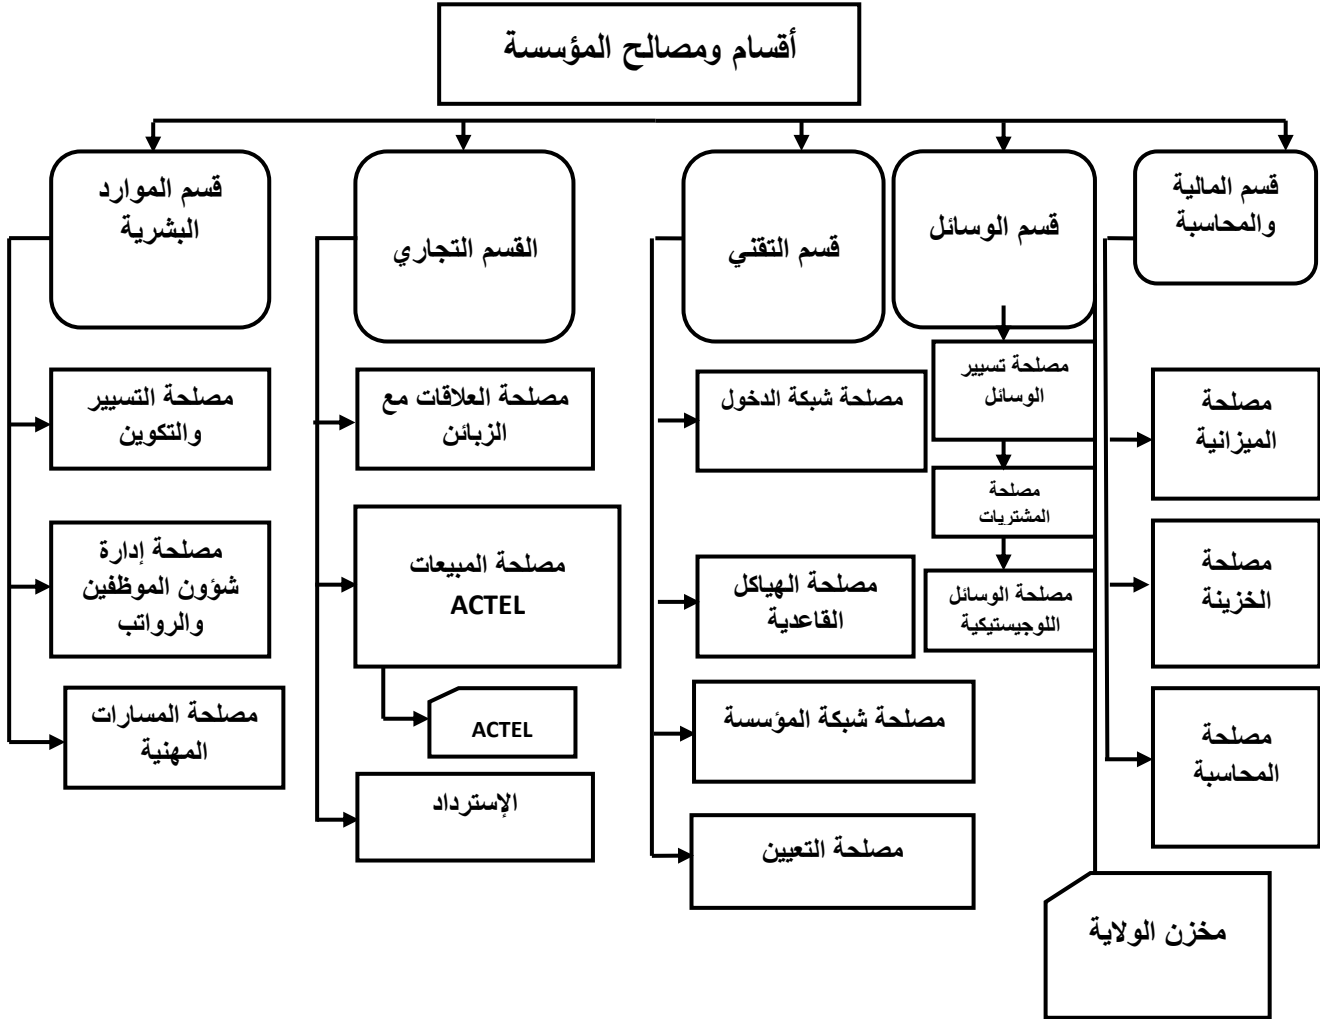 أقسام ومصالح المؤسسة
قسم المالية
والمحاسبة
قسم الوسائل
قسم التقني
القسم التجاري
قسم الموارد
البشرية
مصلحة
الميزانية
مصلحة
الخزينة
مصلحة
المحاسبة
مصلحة تسيير
الوسائل
مصلحة
المشتريات
مصلحة الوسائل
اللوجيستيكية
مخزن الولاية
مصلحة شبكة الدخول
مصلحة الهياكل
القاعدية
مصلحة شبكة المؤسسة
مصلحة التعيين
مصلحة العلاقات مع
الزبائن
مصلحة المبيعات
ACTEL
ACTEL
الإسترداد
مصلحة التسيير
والتكوين
مصلحة إدارة
شؤون الموظفين
والرواتب
مصلحة المسارات
المهنية